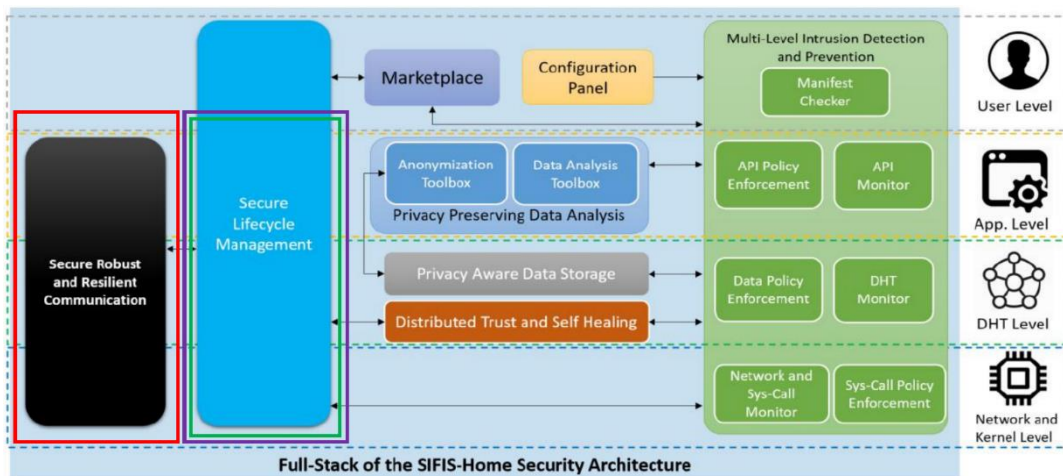 Multi-Level Intrusion Detection
and Prevention
Marketplace
Configuration
Panel
Manifest
Checker
User Level
Anonymization
Toolbox
Data Analysis
Toolbox
Privacy Preserving Data Analysis
API Policy
Enforcement
API
Monitor
App. Level
Secure
Lifecycle
Management
Secure Robust
and Resilient
Communication
Privacy Aware Data Storage
Distributed Trust and Self Healing
Data Policy
Enforcement
DHT
Monitor
DHT Level
Network and
Sys-Call
Monitor
Sys-Call Policy
Enforcement
Network and
Kernel Level
Full-Stack of the SIFIS-Home Security Architecture